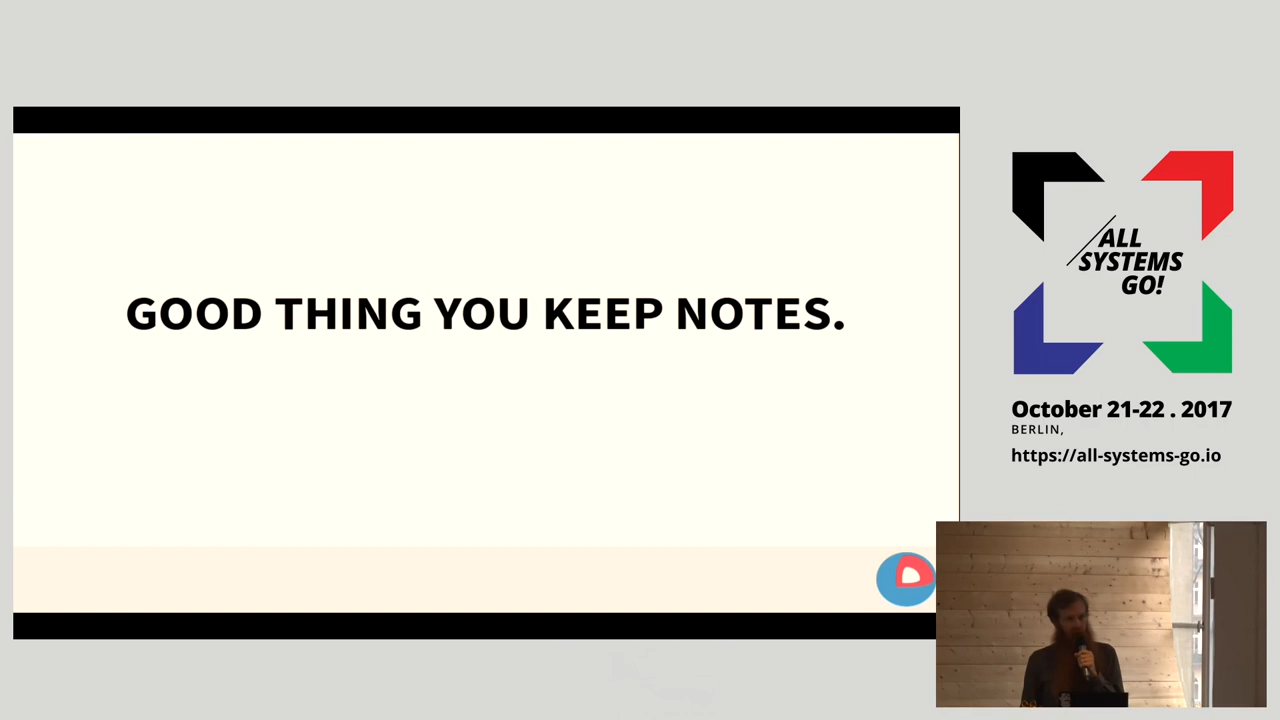 GOOD THING YOU KEEP NOTES.
ALL
SYSTEMS
GO!
October 21-22 . 2017
BERLIN,
https://all-systems-go.io